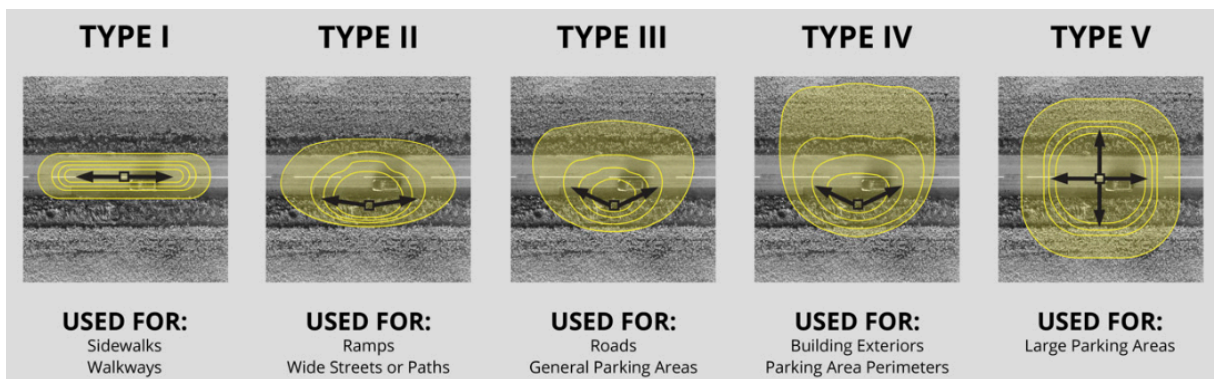 TYPE I
TYPE II
TYPE III
TYPE IV
TYPE V
USED FOR:
Sidewalks
Walkways
USED FOR:
Ramps
Wide Streets or Paths
USED FOR:
Roads
General Parking Areas
USED FOR:
Building Exteriors
Parking Area Perimeters
USED FOR:
Large Parking Areas